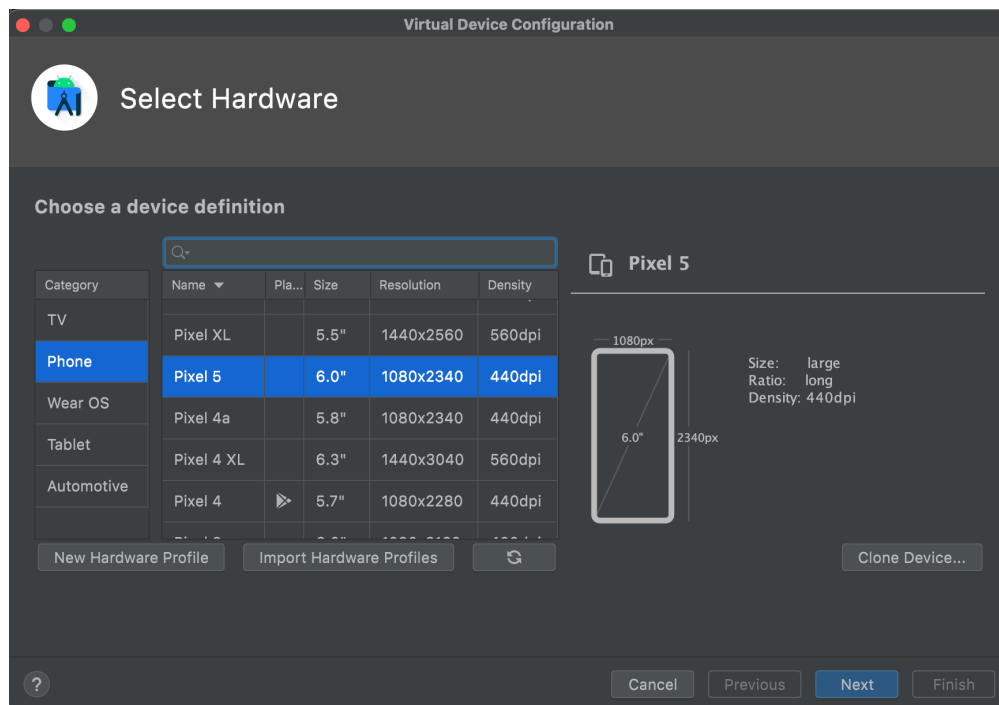 Virtual Device Configuration
Select Hardware
Choose a device definition
Category
TV
Phone
Wear OS
Tablet
Automotive
Name Pla... Size Resolution Density
Pixel XL 5.5" 1440x2560 560dpi
Pixel 5 6.0" 1080x2340 440dpi
Pixel 4a 5.8" 1080x2340 440dpi
Pixel 4 XL 6.3" 1440x3040 560dpi
Pixel 4 5.7" 1080x2280 440dpi
Pixel 5
1080px
6.0"
2340px
Size: large
Ratio: long
Density: 440dpi
New Hardware Profile
Import Hardware Profiles
Clone Device...
?
Cancel
Previous
Next
Finish